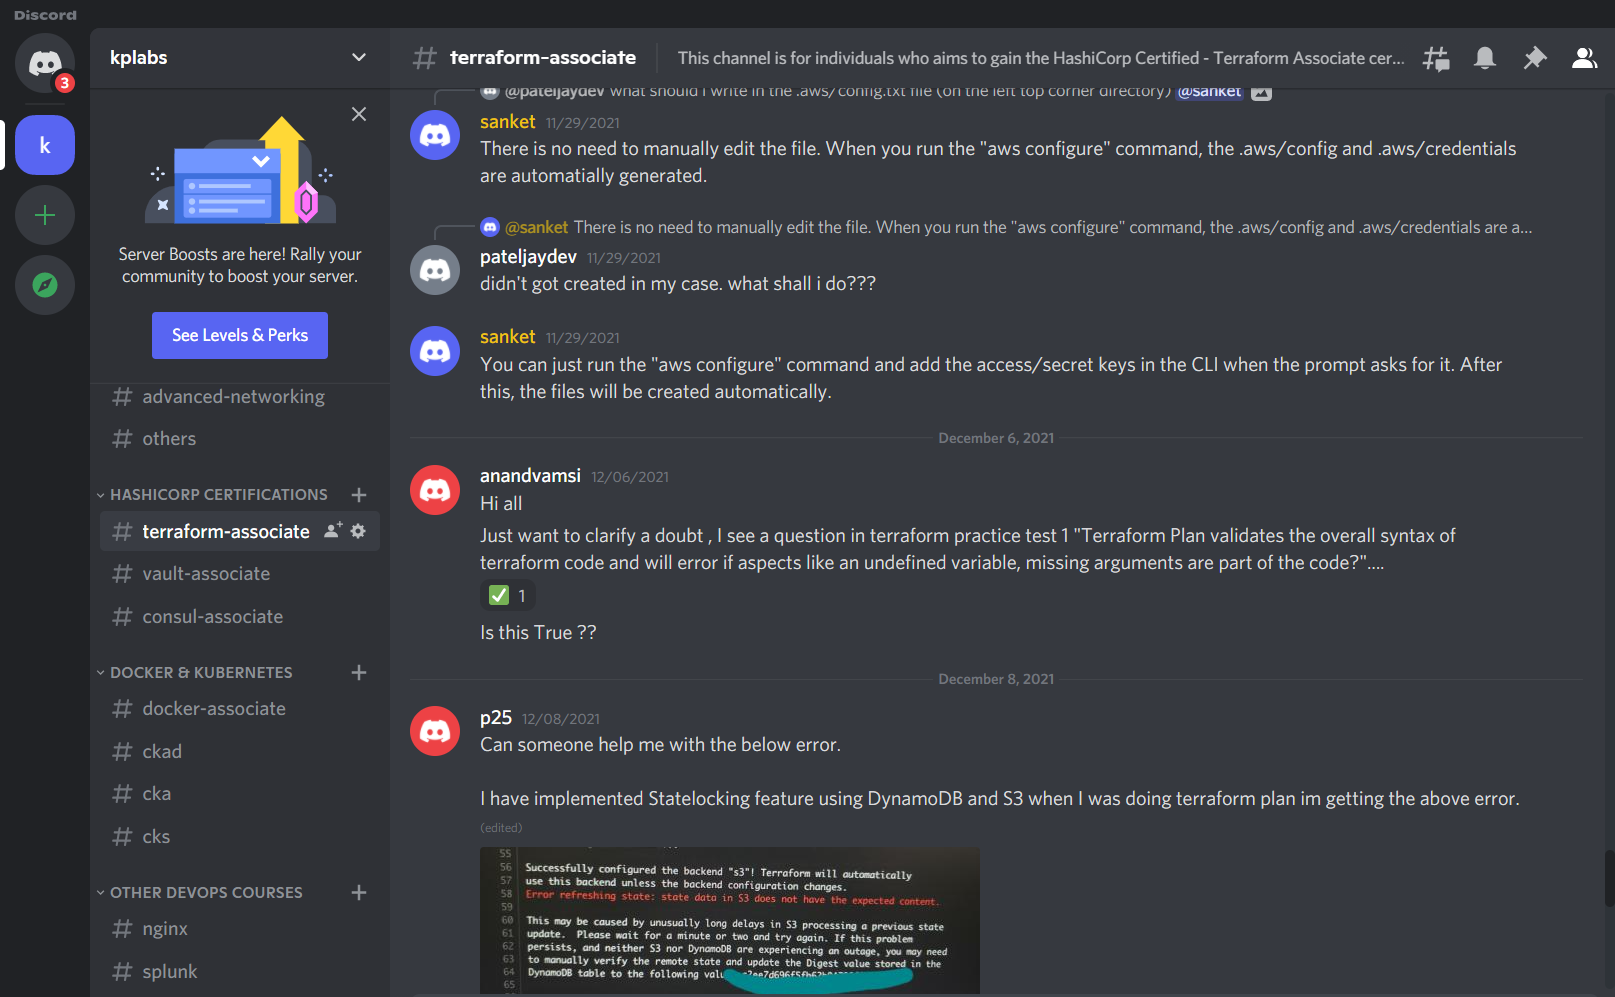 Discord
3
k
kplabs
Server Boosts are here! Rally your
community to boost your server.
See Levels & Perks
advanced-networking
others
HASHICORP CERTIFICATIONS
terraform-associate
vault-associate
consul-associate
DOCKER & KUBERNETES
docker-associate
ckad
cka
cks
OTHER DEVOPS COURSES
nginx
splunk
terraform-associate
This channel is for individuals who aims to gain the HashiCorp Certified - Terraform Associate cer...
@pateljaydev what should i write in the .aws/config.txt file (on the left top corner directory) @sanket
sanket 11/29/2021
There is no need to manually edit the file. When you run the "aws configure" command, the .aws/config and .aws/credentials
are automatially generated.
@sanket There is no need to manually edit the file. When you run the "aws configure" command, the .aws/config and .aws/credentials are a...
pateljaydev 11/29/2021
didn't got created in my case. what shall i do???
sanket 11/29/2021
You can just run the "aws configure" command and add the access/secret keys in the CLI when the prompt asks for it. After
this, the files will be created automatically.
December 6, 2021
anandvamsi 12/06/2021
Hi all
Just want to clarify a doubt , I see a question in terraform practice test 1 "Terraform Plan validates the overall syntax of
terraform code and will error if aspects like an undefined variable, missing arguments are part of the code?"....
1
Is this True ??
December 8, 2021
p25 12/08/2021
Can someone help me with the below error.
I have implemented Statelocking feature using DynamoDB and S3 when I was doing terraform plan im getting the above error.
(edited)
55
56 Successfully configured the backend "s3"! Terraform will automatically
57 use this backend unless the backend configuration changes.
58 Error refreshing state: state data in S3 does not have the expected content.
59
60 This may be caused by unusually long delays in S3 processing a previous state
61 update. Please wait for a minute or two and try again. If this problem
62 persists, and neither S3 nor DynamoDB are experiencing an outage, you may need
63 to manually verify the remote state and update the Digest value stored in the
64 DynamoDB table to the following
65